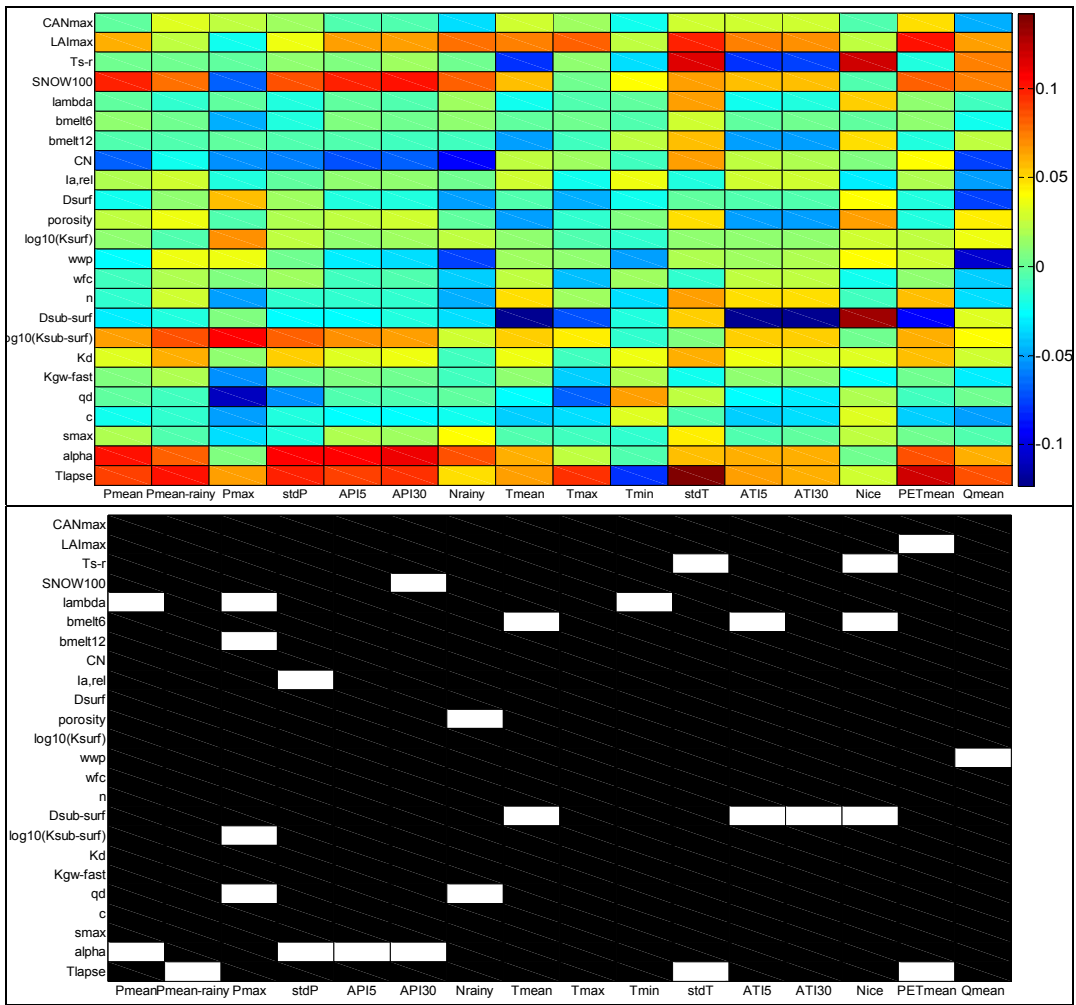 CANmax
LAImax
Ts-r
SNOW100
lambda
bmelt6
bmelt12
CN
Ia,rel
Dsurf
porosity
log10(Ksurf)
wwp
wfc
n
Dsub-surf
og10(Ksub-surf)
Kd
Kgw-fast
qd
c
smax
alpha
Tlapse
Pmean Pmean-rainy Pmax stdP API5 API30 Nrainy Tmean Tmax Tmin stdT ATI5 ATI30 Nice PETmean Qmean
0.1
0.05
0
-0.05
-0.1
CANmax
LAImax
Ts-r
SNOW100
lambda
bmelt6
bmelt12
CN
Ia,rel
Dsurf
porosity
log10(Ksurf)
wwp
wfc
n
Dsub-surf
log10(Ksub-surf)
Kd
Kgw-fast
qd
c
smax
alpha
Tlapse
Pmean Pmean-rainy Pmax stdP API5 API30 Nrainy Tmean Tmax Tmin stdT ATI5 ATI30 Nice PETmean Qmean